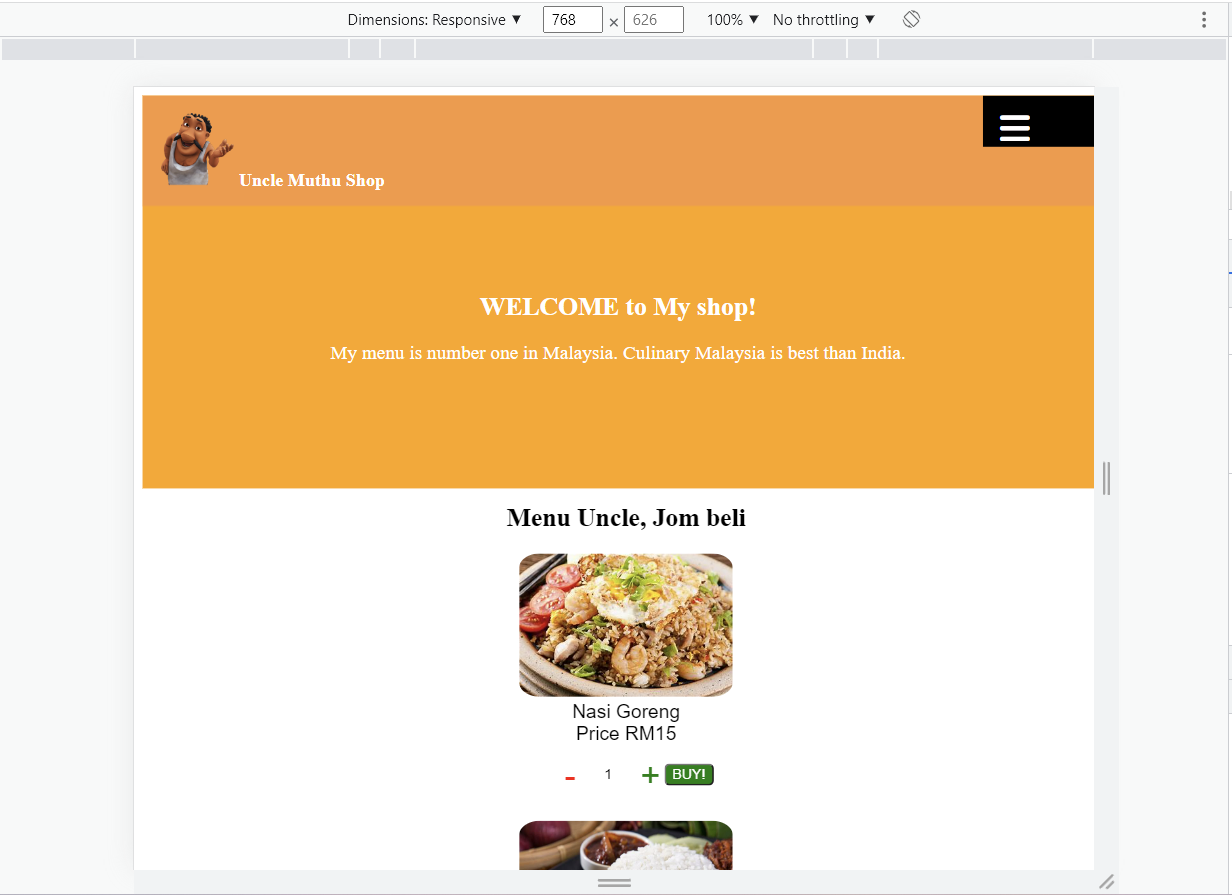 Dimensions: Responsive ▼ 768 × 626 100% ▼ No throttling ▼
Uncle Muthu Shop
WELCOME to My shop!
My menu is number one in Malaysia. Culinary Malaysia is best than India.
Menu Uncle, Jom beli
Nasi Goreng
Price RM15
- 1 + BUY!